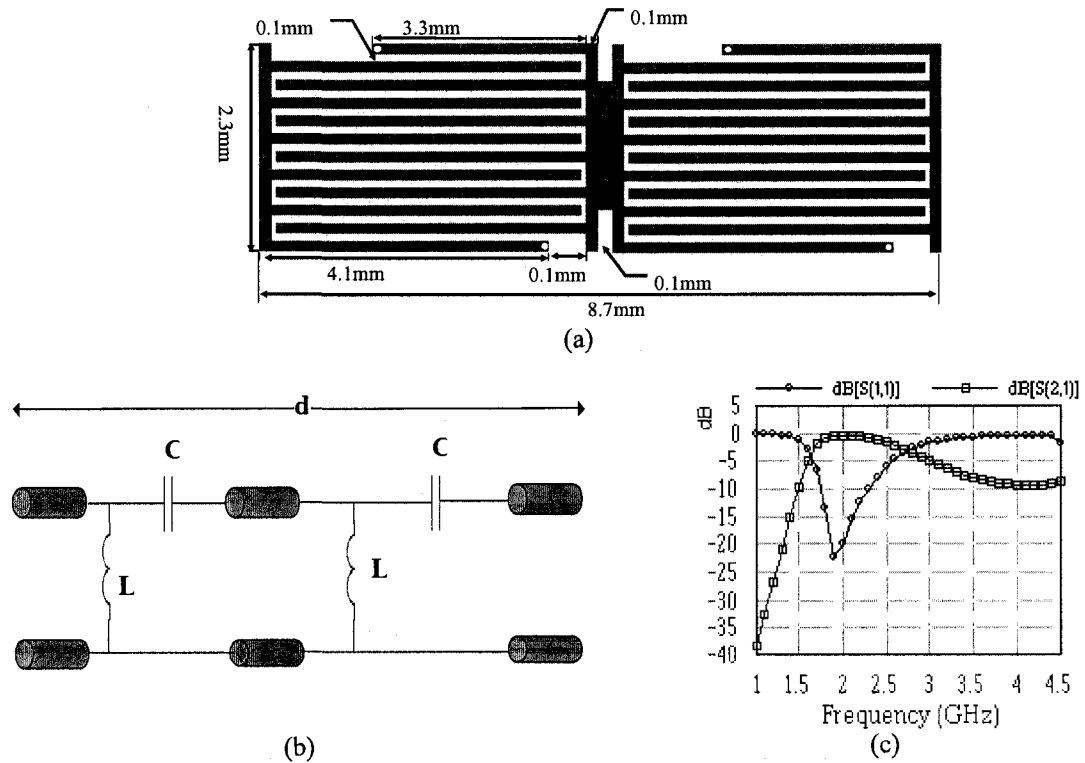 0.1mm
3.3mm
0.1mm
2.3mm
4.1mm
0.1mm
0.1mm
8.7mm
(a)
d
C
C
L
L
(b)
dB[S(1,1)]
dB[S(2,1)]
dB
5
0
-5
-10
-15
-20
-25
-30
-35
-40
1 1.5 2 2.5 3 3.5 4 4.5
Frequency (GHz)
(c)